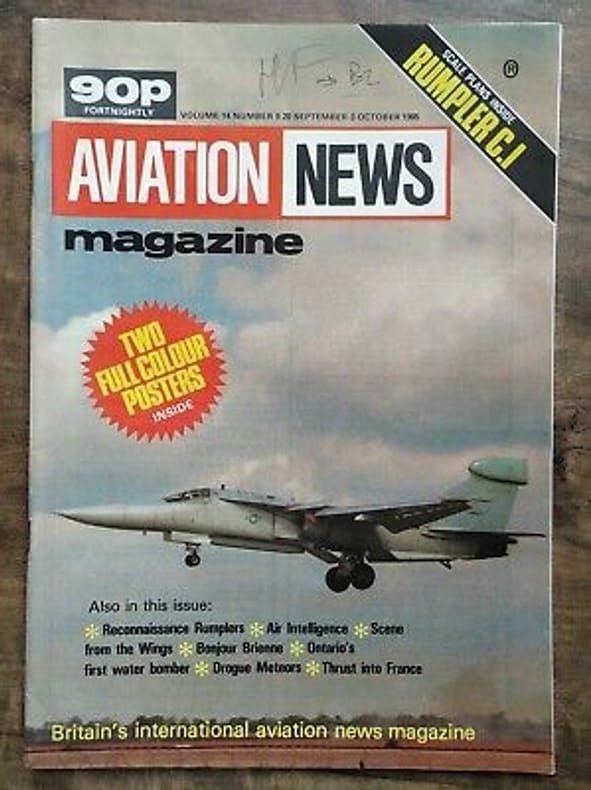 90p
FORTNIGHTLY
SCALE PLANS INSIDE
RUMPLER C.I
®
VOLUME 14 NUMBER 9 20 SEPTEMBER-3 OCTOBER 1985
AVIATION NEWS
magazine
TWO
FULL COLOUR
POSTERS
INSIDE
Also in this issue:
* Reconnaissance Rumplers * Air Intelligence * Scene
from the Wings * Bonjour Brienne * Ontario's
first water bomber * Drogue Meteors * Thrust into France
Britain's international aviation news magazine